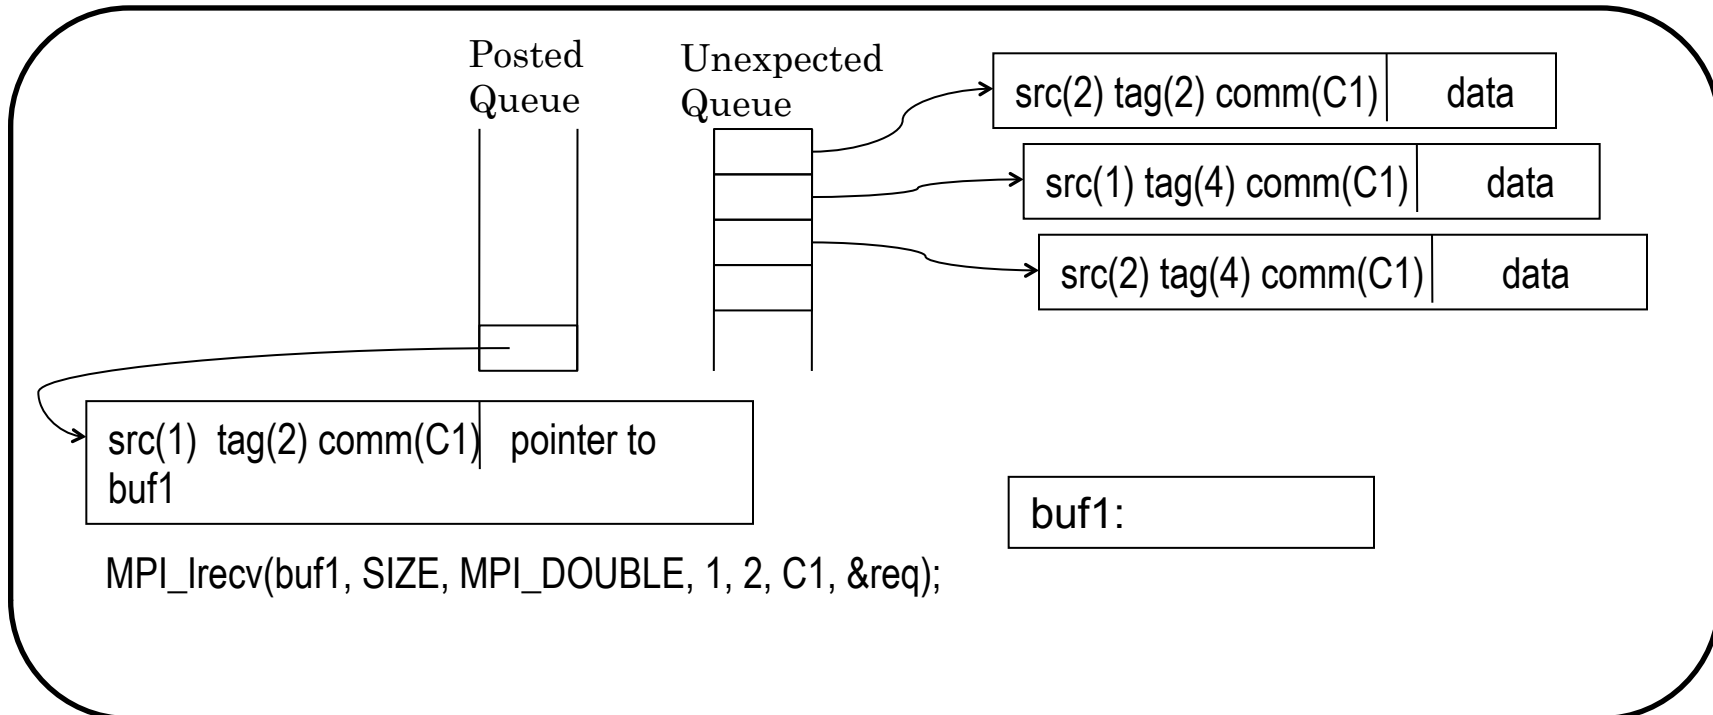 Posted
Queue
Unexpected
Queue
src(2) tag(2) comm(C1) data
src(1) tag(4) comm(C1) data
src(2) tag(4) comm(C1) data
src(1) tag(2) comm(C1) pointer to
buf1
buf1:
MPI_Irecv(buf1, SIZE, MPI_DOUBLE, 1, 2, C1, &req);